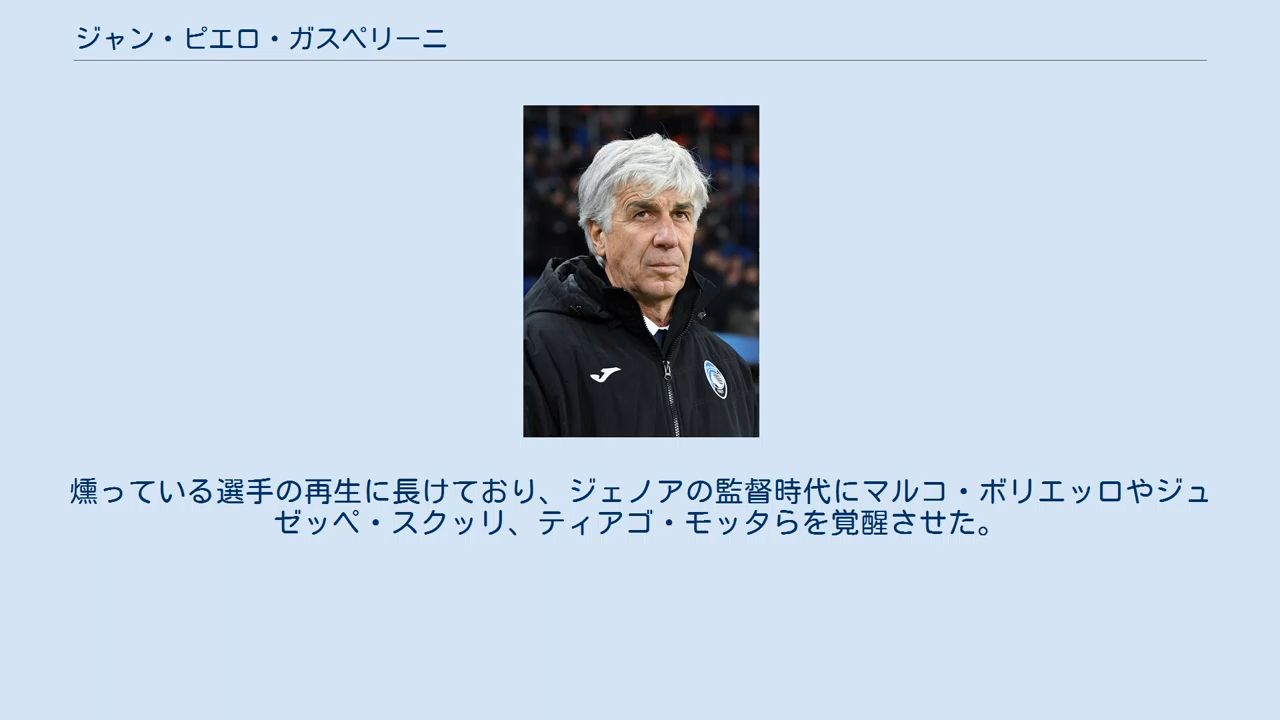 ジャン・ピエロ・ガスペリーニ
燻っている選手の再生に長けており、ジェノアの監督時代にマルコ・ボリエッロやジュ
ゼッペ・スクッリ、ティアゴ・モッタらを覚醒させた。